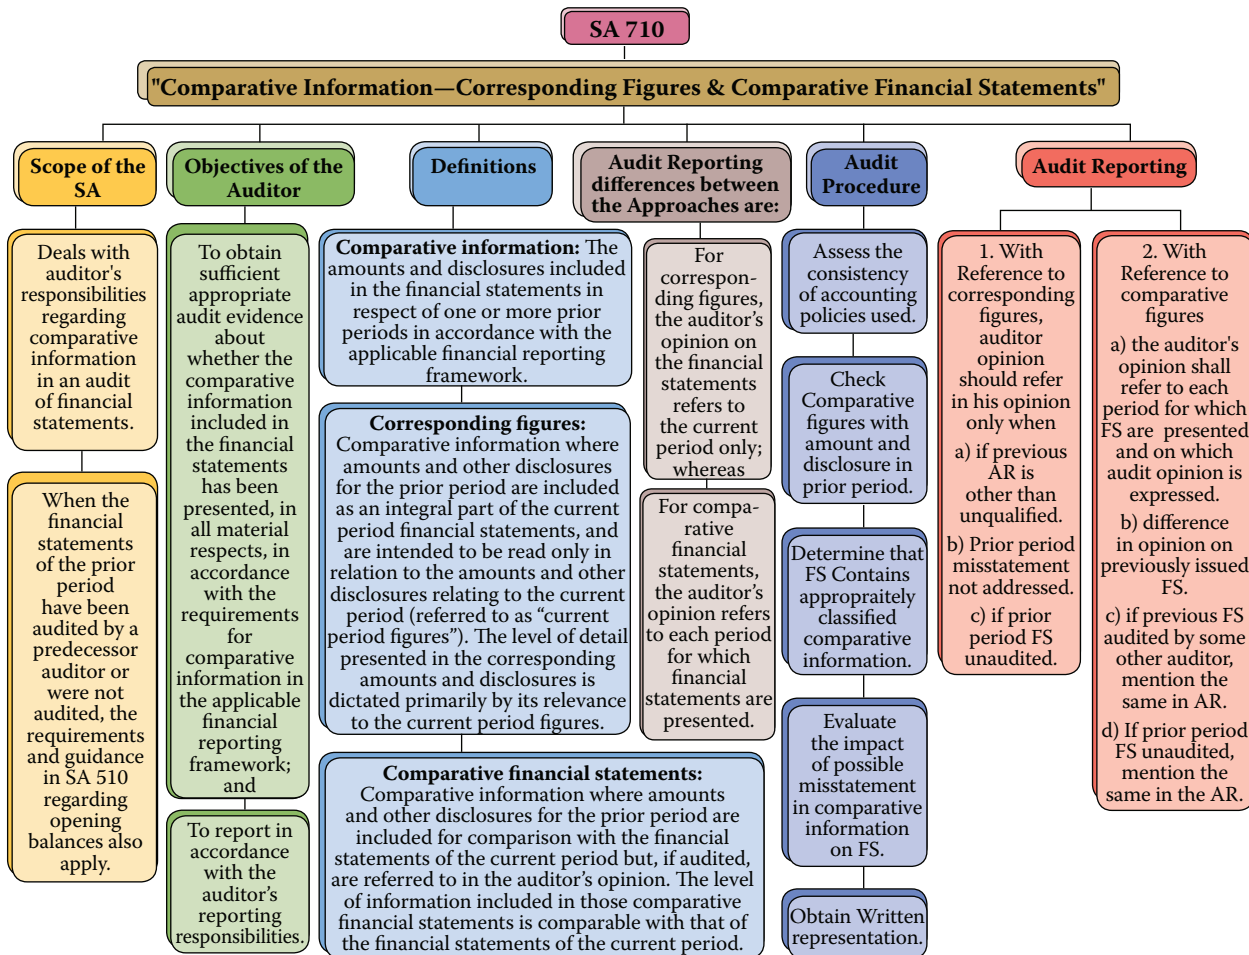 SA 710
"Comparative Information—Corresponding Figures & Comparative Financial Statements"
Scope of the
SA
Deals with
auditor's
responsibilities
regarding
comparative
information
in an audit
of financial
statements.
When the
financial
statements
of the prior
period
have been
audited by a
predecessor
auditor or
were not
audited, the
requirements
and guidance
in SA 510
regarding
opening
balances also
apply.
Objectives of the
Auditor
To obtain
sufficient
appropriate
audit evidence
about
whether the
comparative
information
included in
the financial
statements
has been
presented, in
all material
respects, in
accordance
with the
requirements
for
comparative
information in
the applicable
financial
reporting
framework;
and
To report in
accordance
with the
auditor's
reporting
responsibilities.
Definitions
Comparative information: The
amounts and disclosures included
in the financial statements in
respect of one or more prior
periods in accordance with the
applicable financial reporting
framework.
Corresponding figures:
Comparative information where
amounts and other disclosures
for the prior period are included
as an integral part of the current
period financial statements, and
are intended to be read only in
relation to the amounts and other
disclosures relating to the current
period (referred to as “current
period figures”). The level of detail
presented in the corresponding
amounts and disclosures is
dictated primarily by its relevance
to the current period figures.
Comparative financial statements:
Comparative information where amounts
and other disclosures for the prior period are
included for comparison with the financial
statements of the current period but, if audited,
are referred to in the auditor’s opinion. The level
of information included in those comparative
financial statements is comparable with that of
the financial statements of the current period.
Audit Reporting
differences between
the Approaches are:
For
correspon-
ding figures,
the auditor’s
opinion on
the financial
statements
refers to
the current
period only;
whereas
For compa-
rative
financial
statements,
the auditor’s
opinion refers
to each period
for which
financial
statements are
presented.
Audit
Procedure
Assess the
consistency
of accounting
policies used.
Check
Comparative
figures with
amount and
disclosure in
prior period.
Determine that
FS Contains
appropraitely
classified
comparative
information.
Evaluate
the impact
of possible
misstatement
in comparative
information
on FS.
Obtain Written
representation.
Audit Reporting
1. With
Reference to
corresponding
figures,
auditor
opinion
should refer
in his opinion
only when
a) if previous
AR is
other than
unqualified.
b) Prior period
misstatement
not addressed.
c) if prior
period FS
unaudited.
2. With
Reference to
comparative
figures
a) the auditor's
opinion shall
refer to each
period for which
FS are presented
and on which
audit opinion is
expressed.
b) difference
in opinion on
previously issued
FS.
c) if previous FS
audited by some
other auditor,
mention the
same in AR.
d) If prior period
FS unaudited,
mention the
same in the AR.